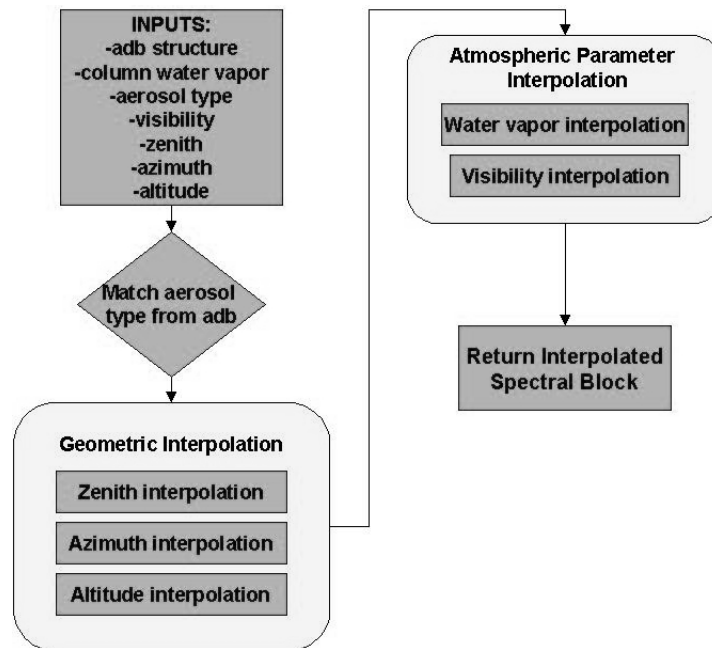 INPUTS:
-adb structure
-column water vapor
-aerosol type
-visibility
-zenith
-azimuth
-altitude
Match aerosol
type from adb
Geometric Interpolation
Zenith interpolation
Azimuth interpolation
Altitude interpolation
Atmospheric Parameter
Interpolation
Water vapor interpolation
Visibility interpolation
Return Interpolated
Spectral Block